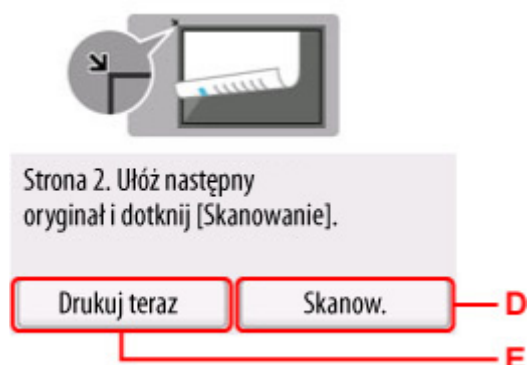 Strona 2. Ułóż następny
oryginał i dotknij [Skanowanie].
Drukuj teraz
Skanow.
D
E